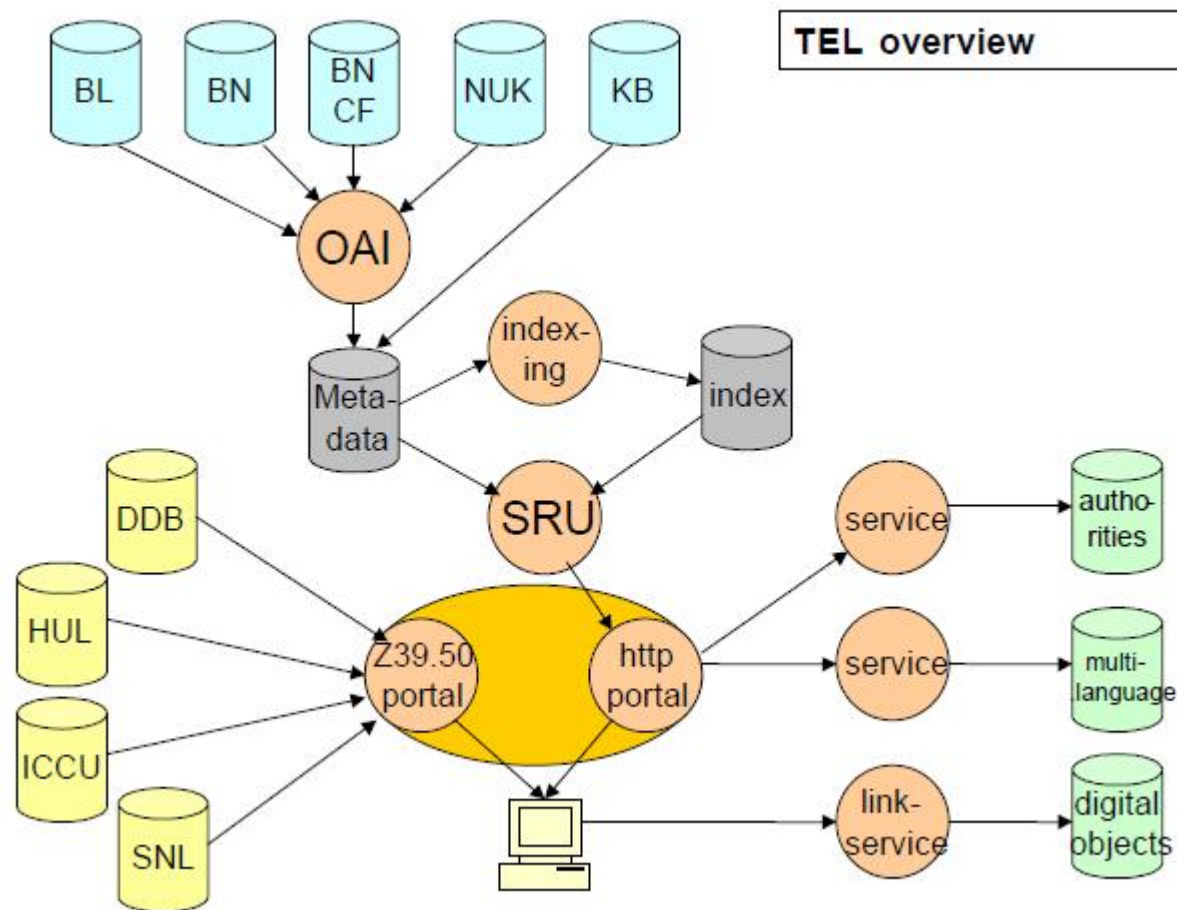 TEL overview
BL
BN
BN
CF
NUK
KB
OAI
index-
ing
Meta-
data
index
DDB
SRU
service
autho-
rities
HUL
Z39.50
portal
http
portal
service
multi-
.language
ICCU
SNL
link-
service
digital
objects